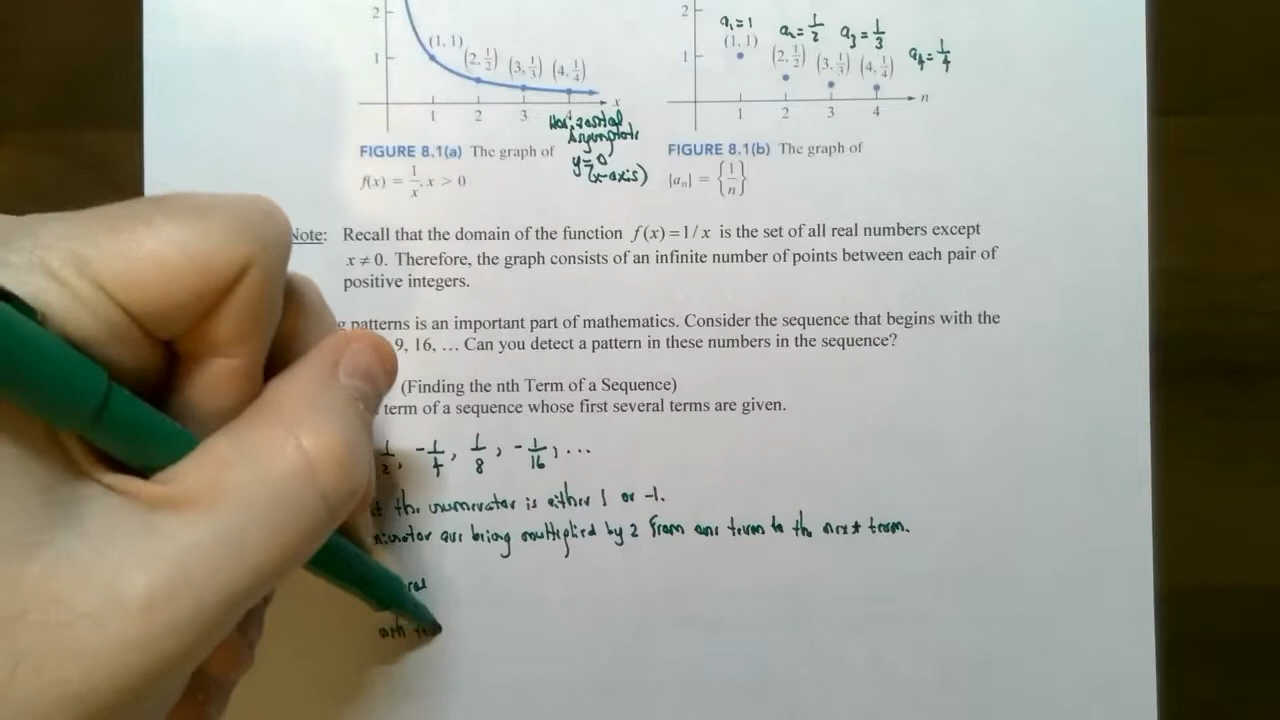 2
1
(1, 1)
(2, 1/2) (3, 1/3) (4, 1/4)
1 2 3 4 x
Horizontal
Asymptote
y=0
(x-axis)
FIGURE 8.1(a) The graph of
f(x) = 1/x, x > 0
2
1
a₁=1 a₂=1/2 a₃=1/3 a₄=1/4
(1, 1) (2, 1/2) (3, 1/3) (4, 1/4)
1 2 3 4 n
FIGURE 8.1(b) The graph of
{aₙ} = {1/n}
Note: Recall that the domain of the function f(x)=1/x is the set of all real numbers except
x ≠ 0. Therefore, the graph consists of an infinite number of points between each pair of
positive integers.
patterns is an important part of mathematics. Consider the sequence that begins with the
9, 16, … Can you detect a pattern in these numbers in the sequence?
(Finding the nth Term of a Sequence)
term of a sequence whose first several terms are given.
1/2, -1/4, 1/8, -1/16, ...
the numerator is either 1 or -1.
are being multiplied by 2 from one term to the next term.
nth